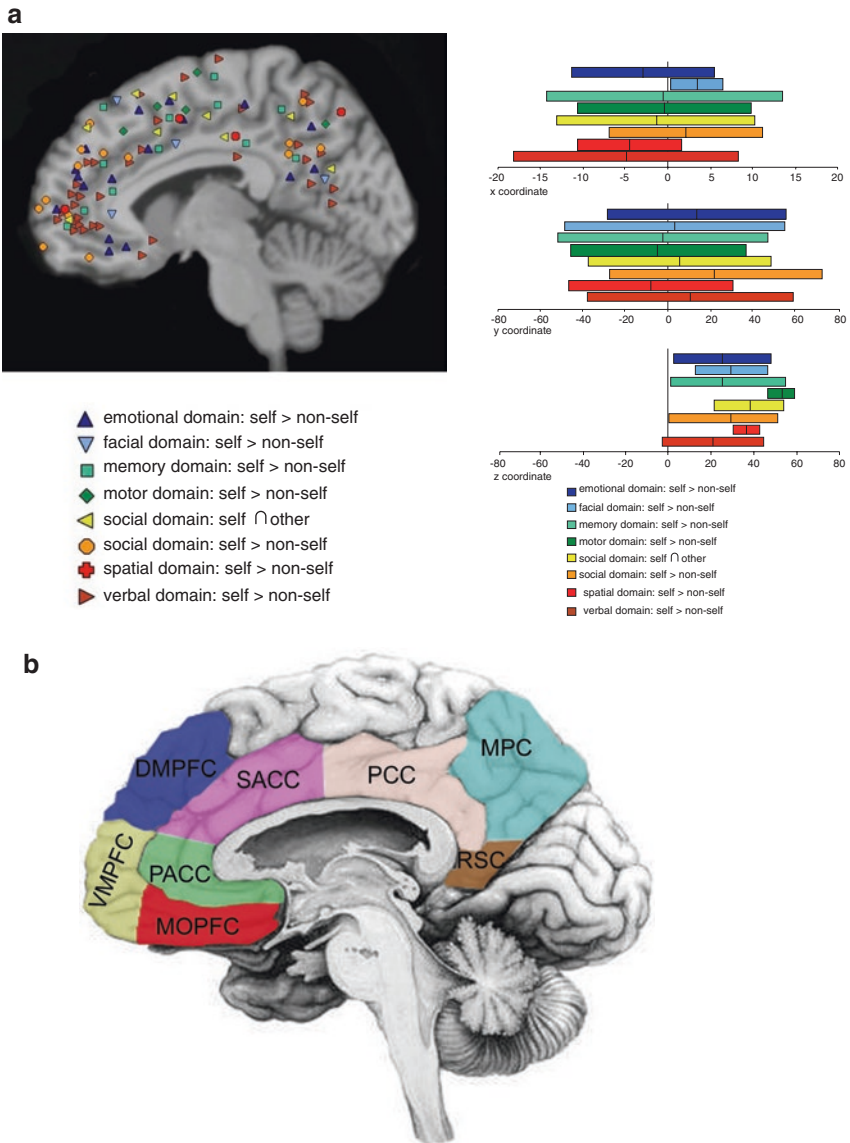 a
-20 -15 -10 -5 0 5 10 15 20
x coordinate
-80 -60 -40 -20 0 20 40 60 80
y coordinate
-80 -60 -40 -20 0 20 40 60 80
z coordinate
emotional domain: self > non-self
facial domain: self > non-self
memory domain: self > non-self
motor domain: self > non-self
social domain: self ∩ other
social domain: self > non-self
spatial domain: self > non-self
verbal domain: self > non-self
emotional domain: self > non-self
facial domain: self > non-self
memory domain: self > non-self
motor domain: self > non-self
social domain: self ∩ other
social domain: self > non-self
spatial domain: self > non-self
verbal domain: self > non-self
b
DMPFC
SACC
PCC
MPC
VMPFC
PACC
RSC
MOPFC